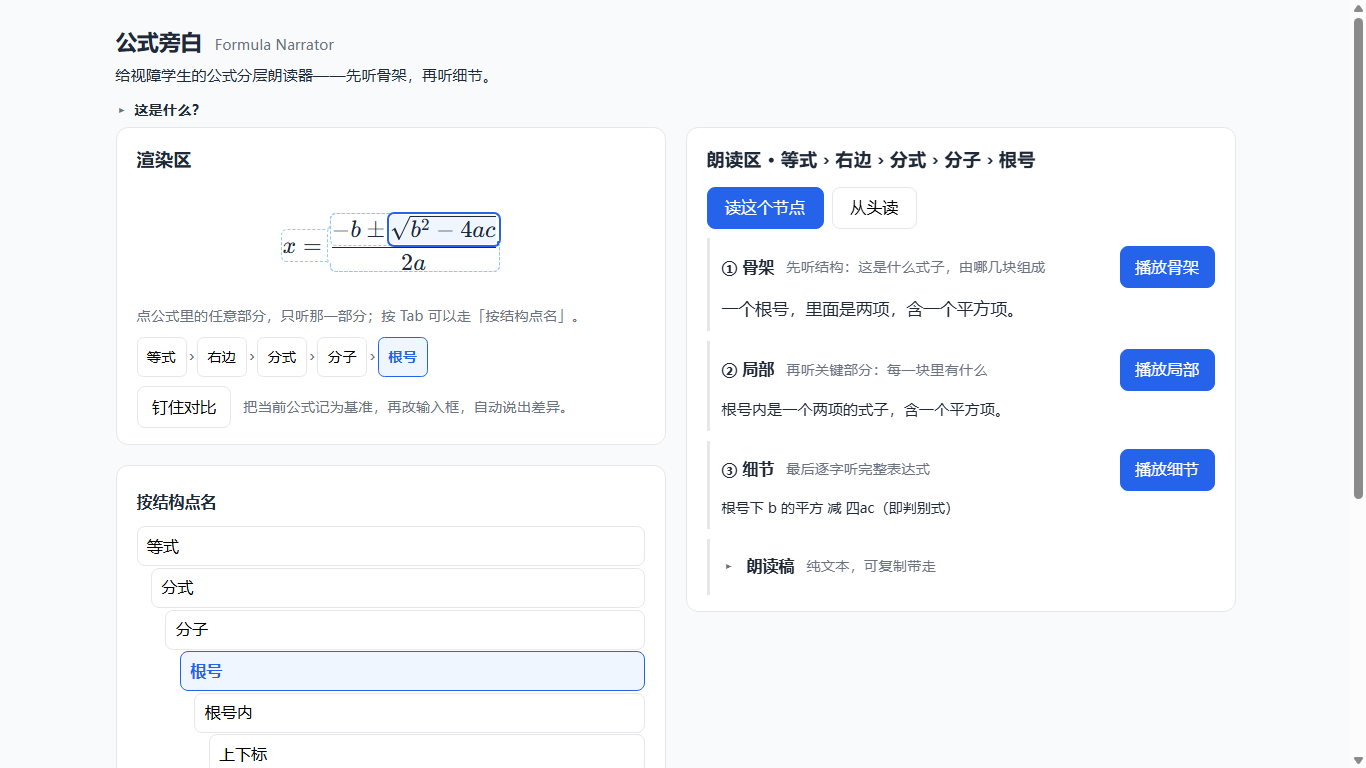 公式旁白 Formula Narrator
给视障学生的公式分层朗读器——先听骨架，再听细节。
▸ 这是什么？
渲染区
x = \frac{-b ± \sqrt{b^2 - 4ac}}{2a}
点公式里的任意部分，只听那一部分；按 Tab 可以走「按结构点名」。
等式 › 右边 › 分式 › 分子 › 根号
钉住对比 把当前公式记为基准，再改输入框，自动说出差异。
按结构点名
等式
分式
分子
根号
根号内
上下标
朗读区 · 等式 › 右边 › 分式 › 分子 › 根号
读这个节点 从头读
① 骨架 先听结构：这是什么式子，由哪几块组成 播放骨架
一个根号，里面是两项，含一个平方项。
② 局部 再听关键部分：每一块里有什么 播放局部
根号内是一个两项的式子，含一个平方项。
③ 细节 最后逐字听完整表达式 播放细节
根号下 b 的平方 减 四ac（即判别式）
▸ 朗读稿 纯文本，可复制带走